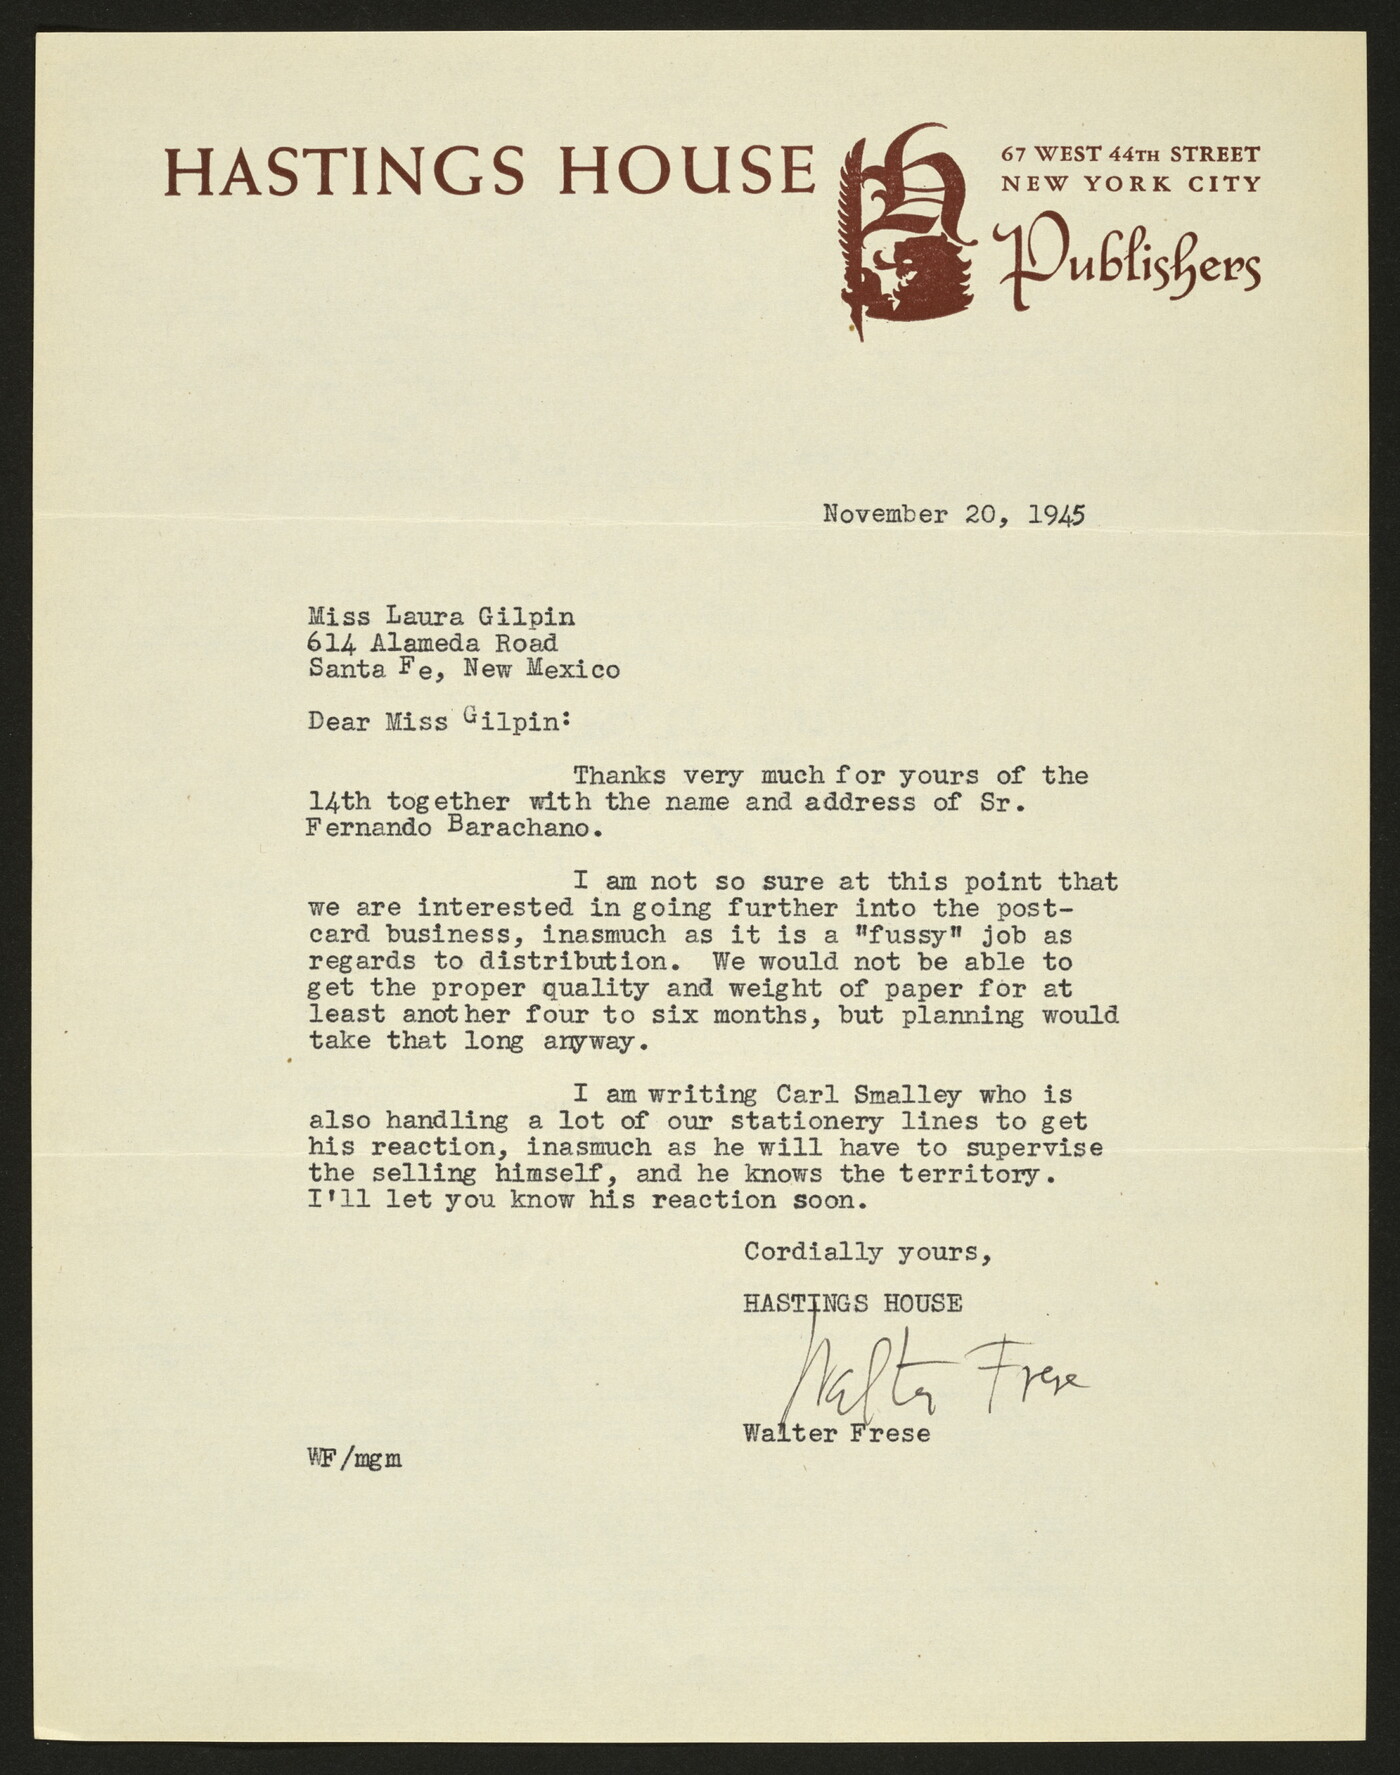 HASTINGS HOUSE
67 WEST 44TH STREET
NEW YORK CITY
Publishers
November 20, 1945
Miss Laura Gilpin
614 Alameda Road
Santa Fe, New Mexico
Dear Miss Gilpin:
Thanks very much for yours of the
14th together with the name and address of Sr.
Fernando Barachano.
I am not so sure at this point that
we are interested in going further into the post-
card business, inasmuch as it is a "fussy" job as
regards to distribution. We would not be able to
get the proper quality and weight of paper for at
least another four to six months, but planning would
take that long anyway.
I am writing Carl Smalley who is
also handling a lot of our stationery lines to get
his reaction, inasmuch as he will have to supervise
the selling himself, and he knows the territory.
I'll let you know his reaction soon.
Cordially yours,
HASTINGS HOUSE
Walter Frese
Walter Frese
WF/mgm